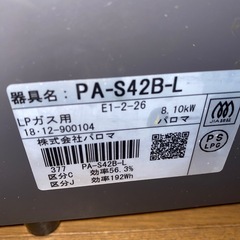 器具名: PA-S42B-L
E1-2-26 8.10kW
LPガス用 パロマ
18・12-900104
株式会社パロマ
JIA
PS
LPG
377 PA-S42B-L
区分C 効率56.3%
区分J 効率192Wh